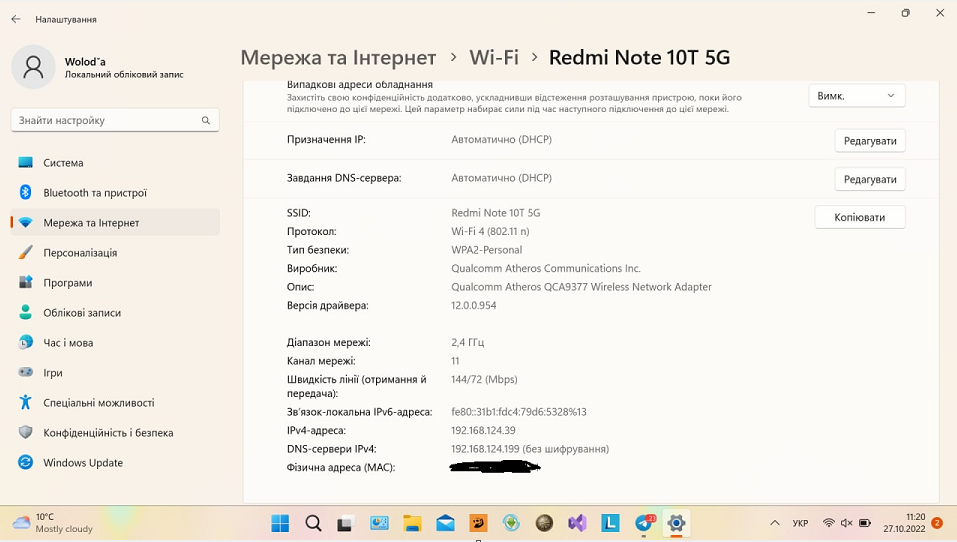 Налаштування
Wolodʼa
Локальний обліковий запис
Знайти настройку
Система
Bluetooth та пристрої
Мережа та Інтернет
Персоналізація
Програми
Облікові записи
Час і мова
Ігри
Спеціальні можливості
Конфіденційність і безпека
Windows Update
Мережа та Інтернет > Wi-Fi > Redmi Note 10T 5G
Випадкові адреси обладнання
Захистіть свою конфіденційність додатково, ускладнивши відстеження розташування пристрою, поки його
підключено до цієї мережі. Цей параметр набирає сили під час наступного підключення до цієї мережі.
Вимк.
Призначення IP: Автоматично (DHCP) Редагувати
Завдання DNS-сервера: Автоматично (DHCP) Редагувати
SSID: Redmi Note 10T 5G Копіювати
Протокол: Wi-Fi 4 (802.11 n)
Тип безпеки: WPA2-Personal
Виробник: Qualcomm Atheros Communications Inc.
Опис: Qualcomm Atheros QCA9377 Wireless Network Adapter
Версія драйвера: 12.0.0.954
Діапазон мережі: 2,4 ГГц
Канал мережі: 11
Швидкість лінії (отримання й 144/72 (Mbps)
передача):
Зв'язок-локальна IPv6-адреса: fe80::31b1:fdc4:79d6:5328%13
IPv4-адреса: 192.168.124.39
DNS-сервери IPv4: 192.168.124.199 (без шифрування)
Фізична адреса (MAC):
10°C
Mostly cloudy
L
23
УКР
11:20
27.10.2022
2